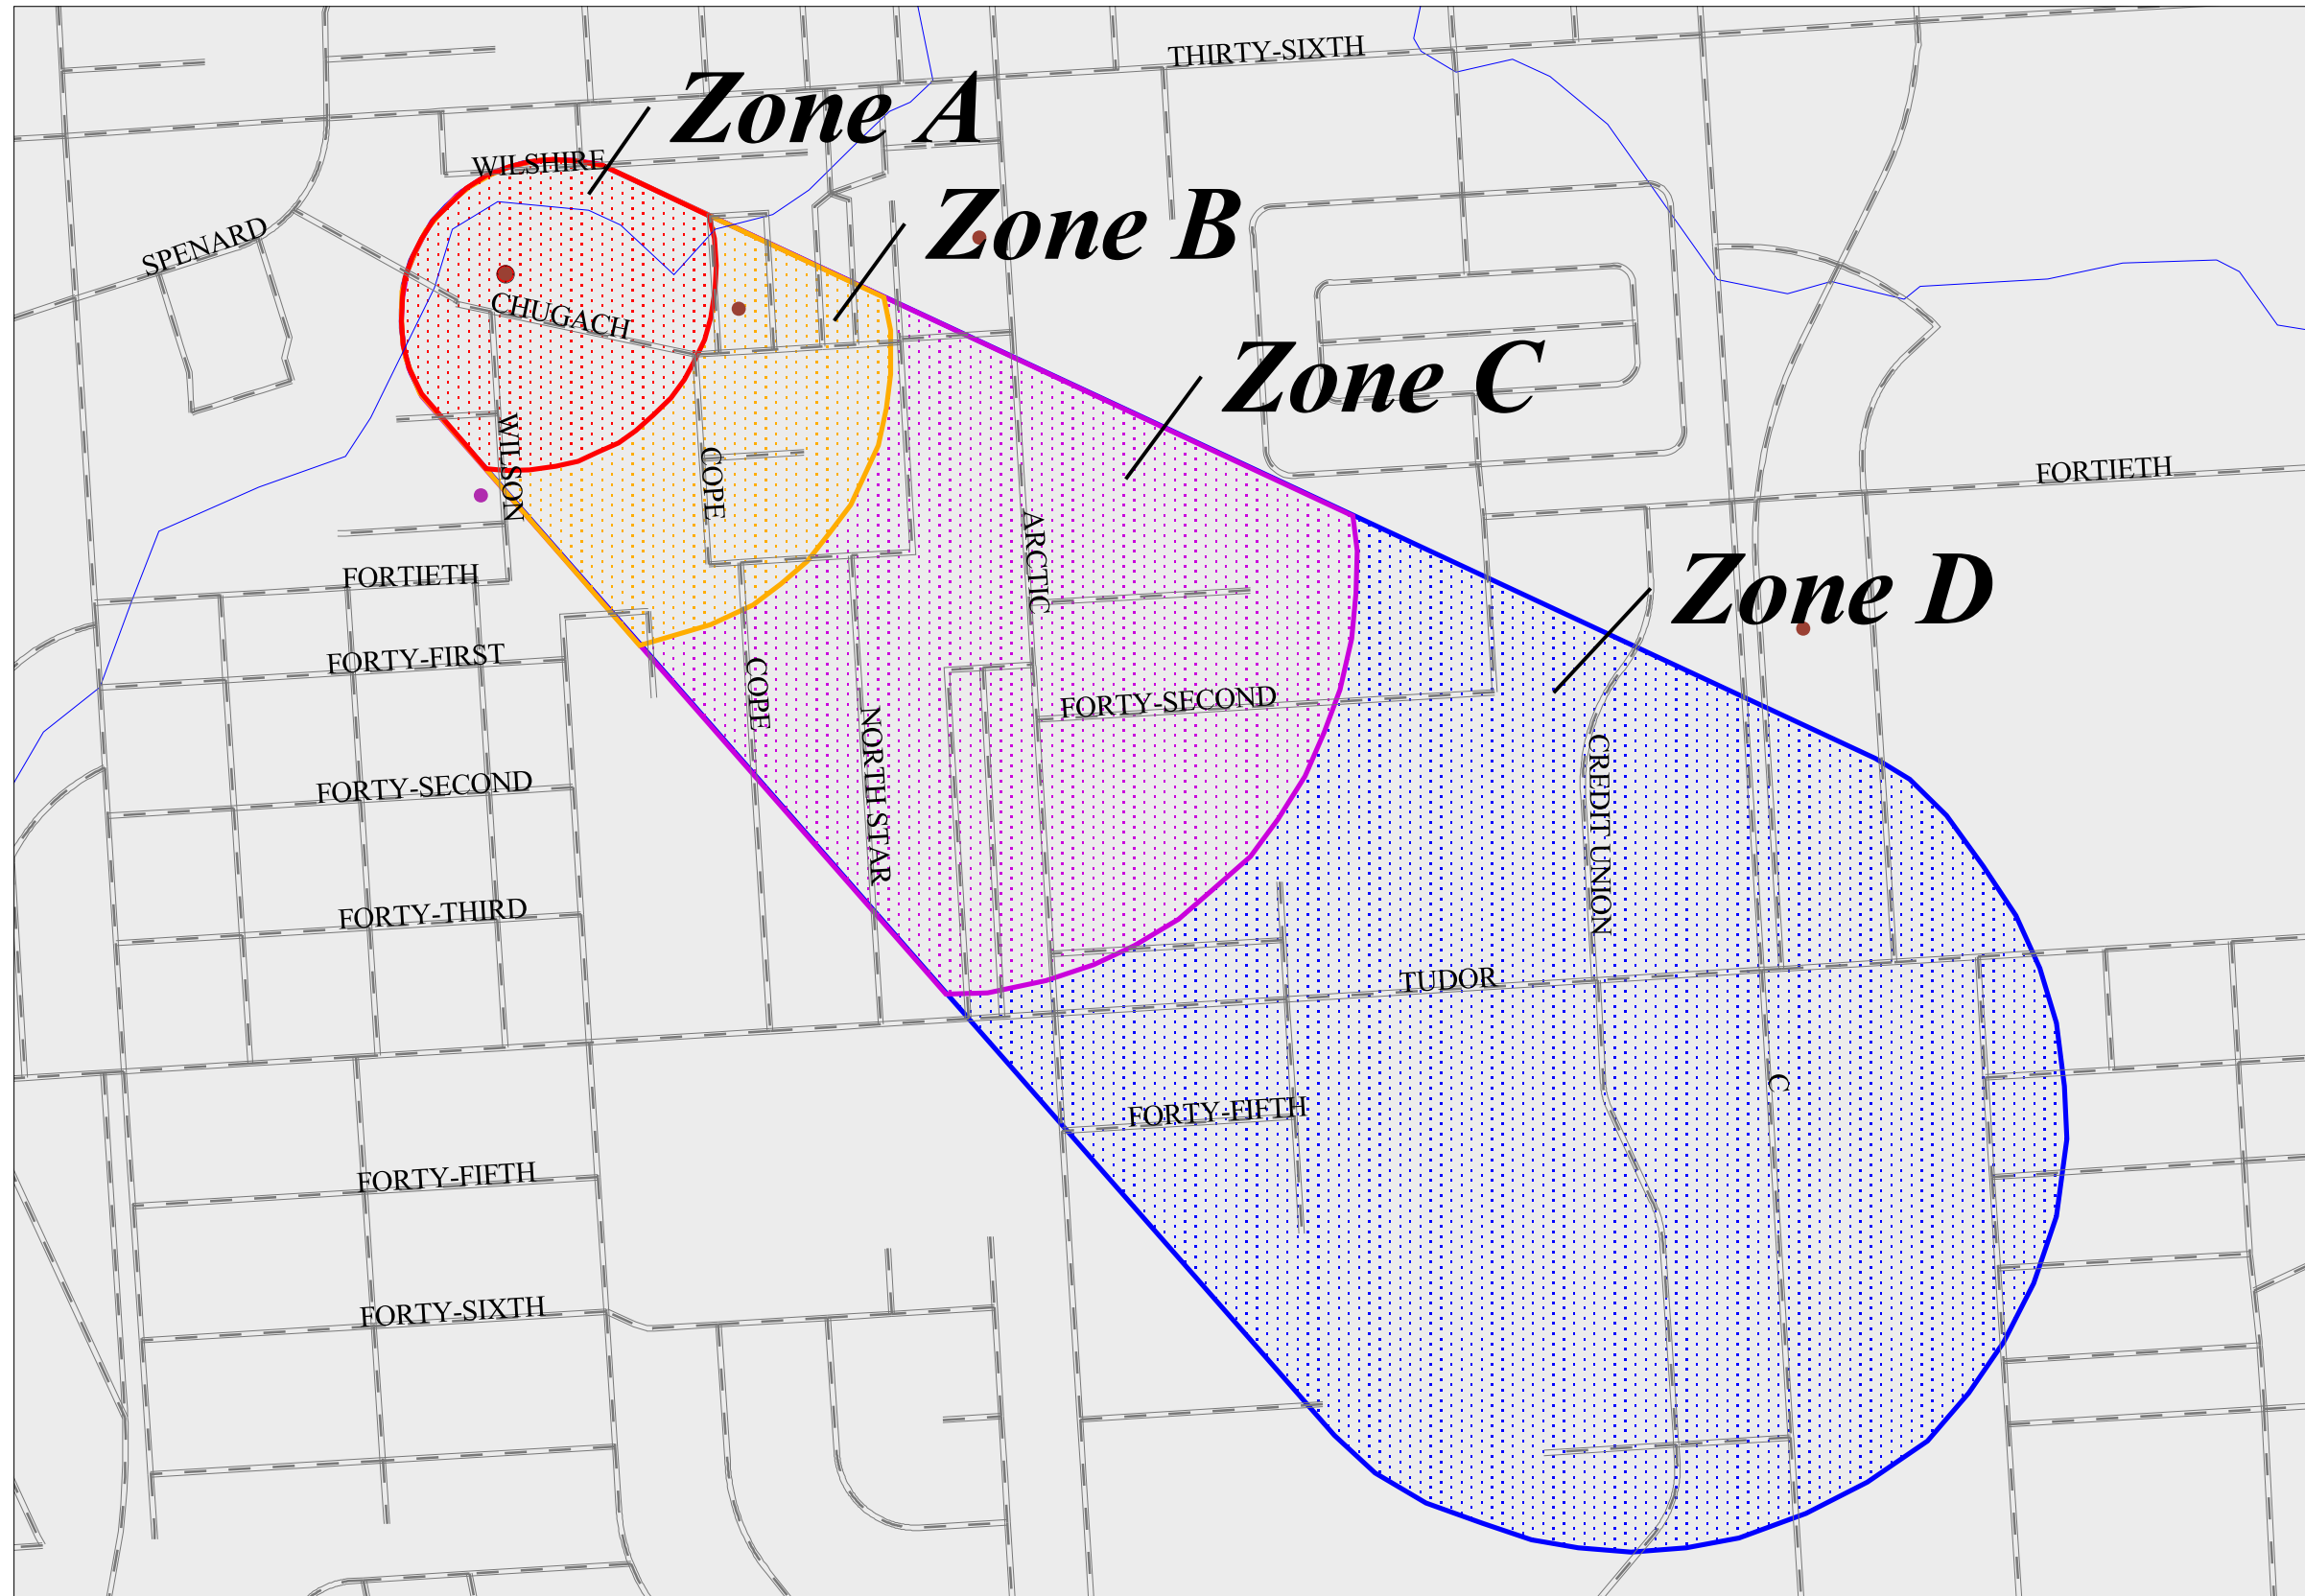 THIRTY-SIXTH
Zone A
WILSHIRE
Zone B
SPENARD
CHUGACH
Zone C
WILSON
COPE
FORTIETH
ARCTIC
FORTIETH
Zone D
FORTY-FIRST
COPE
FORTY-SECOND
NORTH STAR
CREDIT UNION
FORTY-SECOND
FORTY-THIRD
TUDOR
C
FORTY-FIFTH
FORTY-FIFTH
FORTY-SIXTH